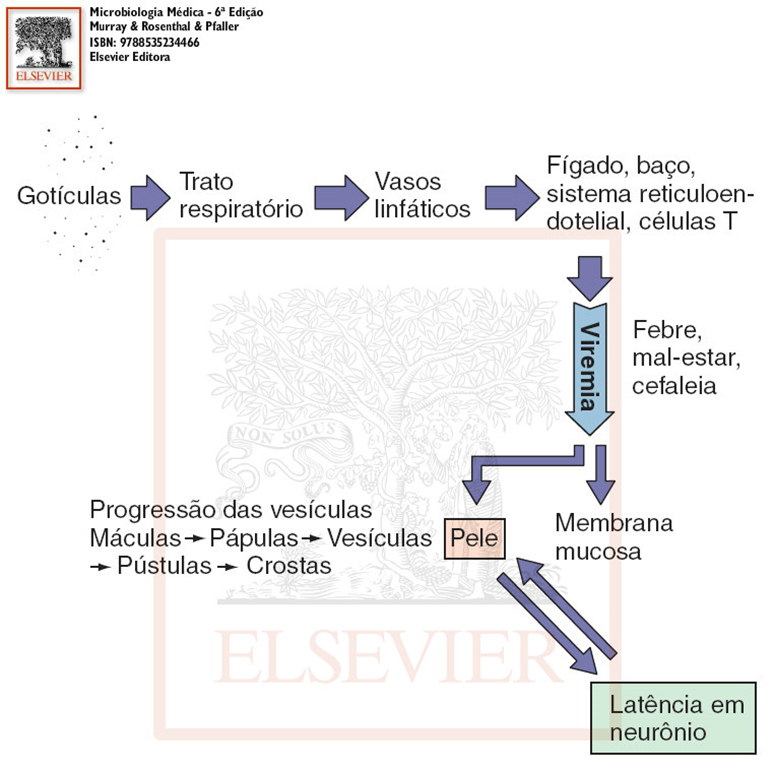 Microbiologia Médica - 6ª Edição
Murray & Rosenthal & Pfaller
ISBN: 9788535234466
Elsevier Editora
ELSEVIER
Gotículas
Trato
respiratório
Vasos
linfáticos
Fígado, baço,
sistema reticuloen-
dotelial, células T
Viremia
Febre,
mal-estar,
cefaleia
NON SOLUS
Progressão das vesículas
Máculas → Pápulas → Vesículas
→ Pústulas → Crostas
Pele
Membrana
mucosa
ELSEVIER
Latência em
neurônio